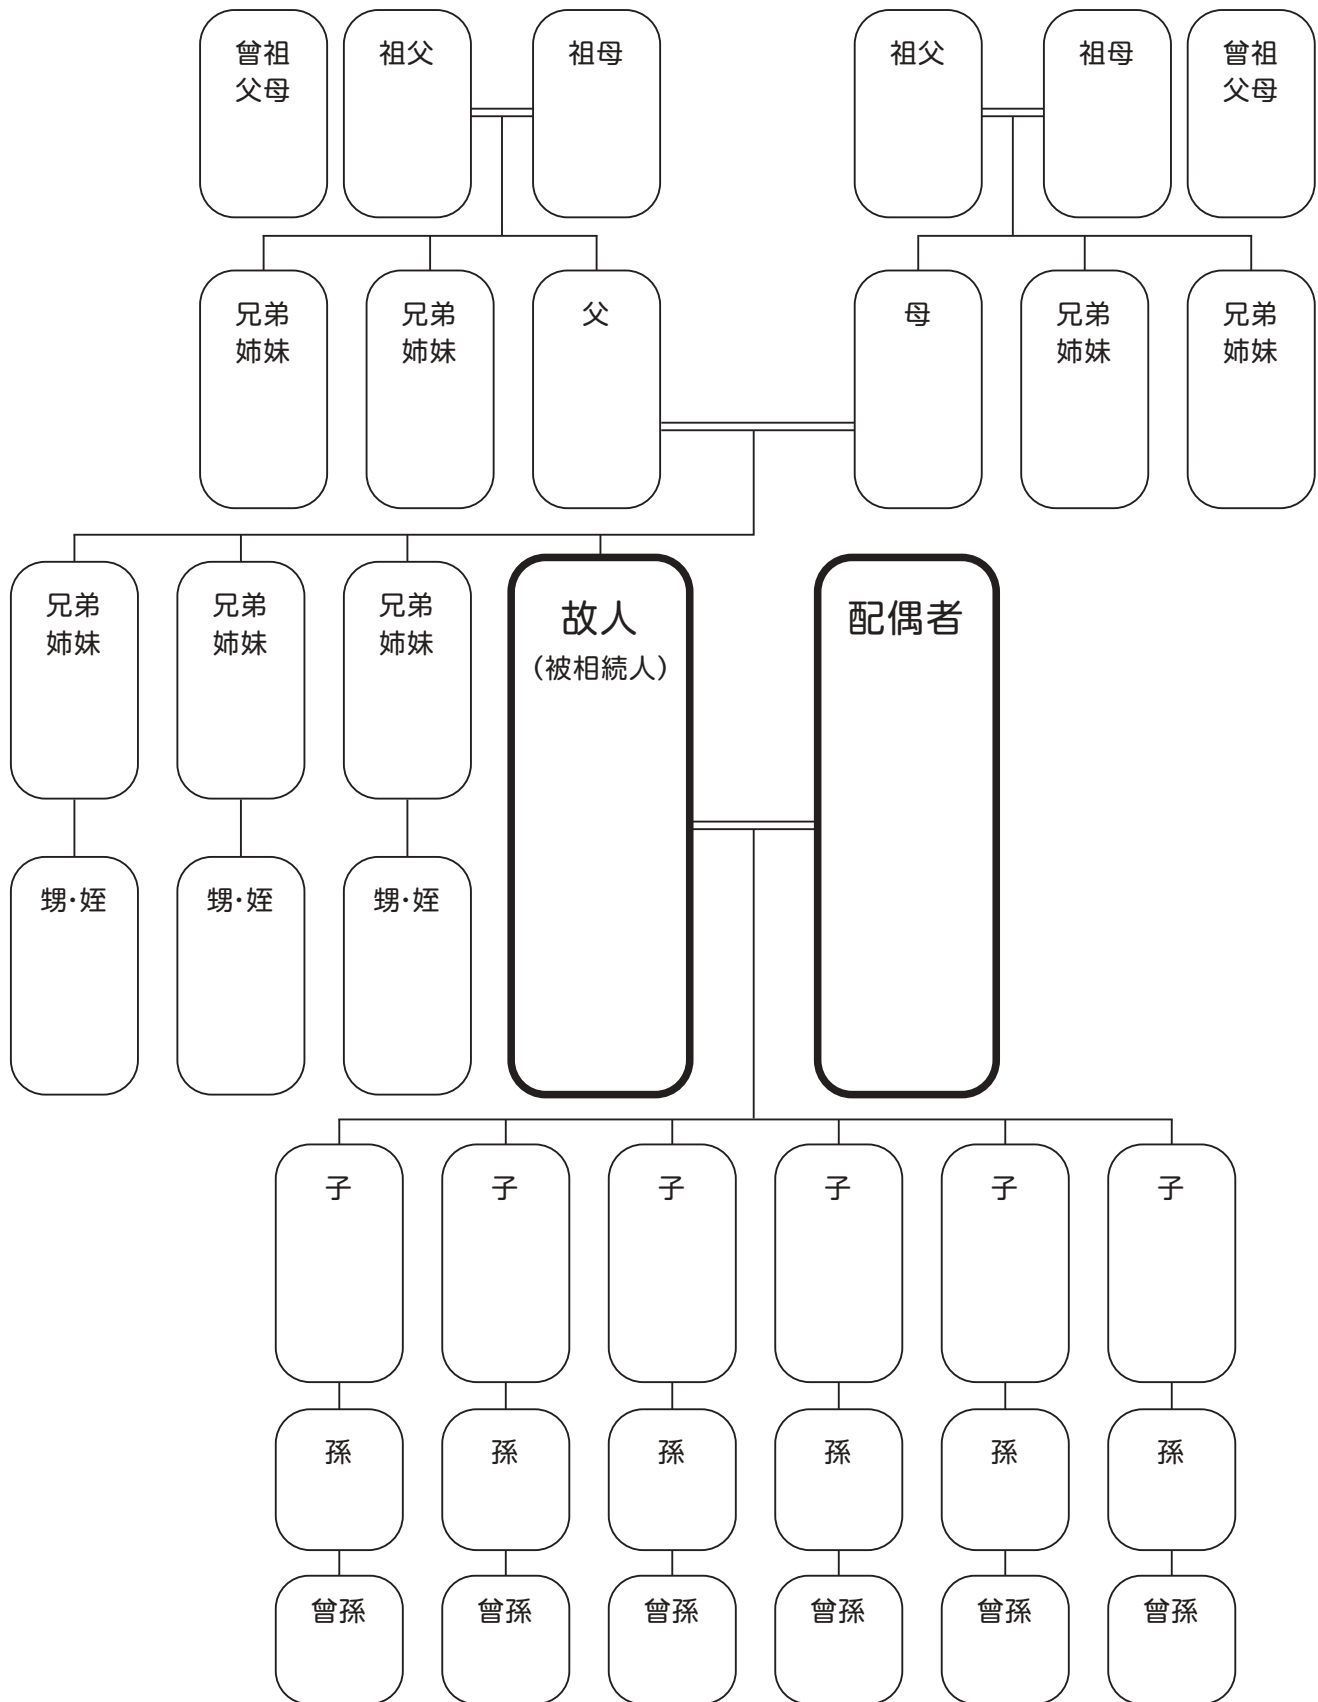 曾祖
父母
祖父
祖母
祖父
祖母
曾祖
父母
兄弟
姉妹
兄弟
姉妹
父
母
兄弟
姉妹
兄弟
姉妹
兄弟
姉妹
兄弟
姉妹
兄弟
姉妹
故人
(被相続人)
配偶者
甥・姪
甥・姪
甥・姪
子
子
子
子
子
子
孫
孫
孫
孫
孫
孫
曾孫
曾孫
曾孫
曾孫
曾孫
曾孫